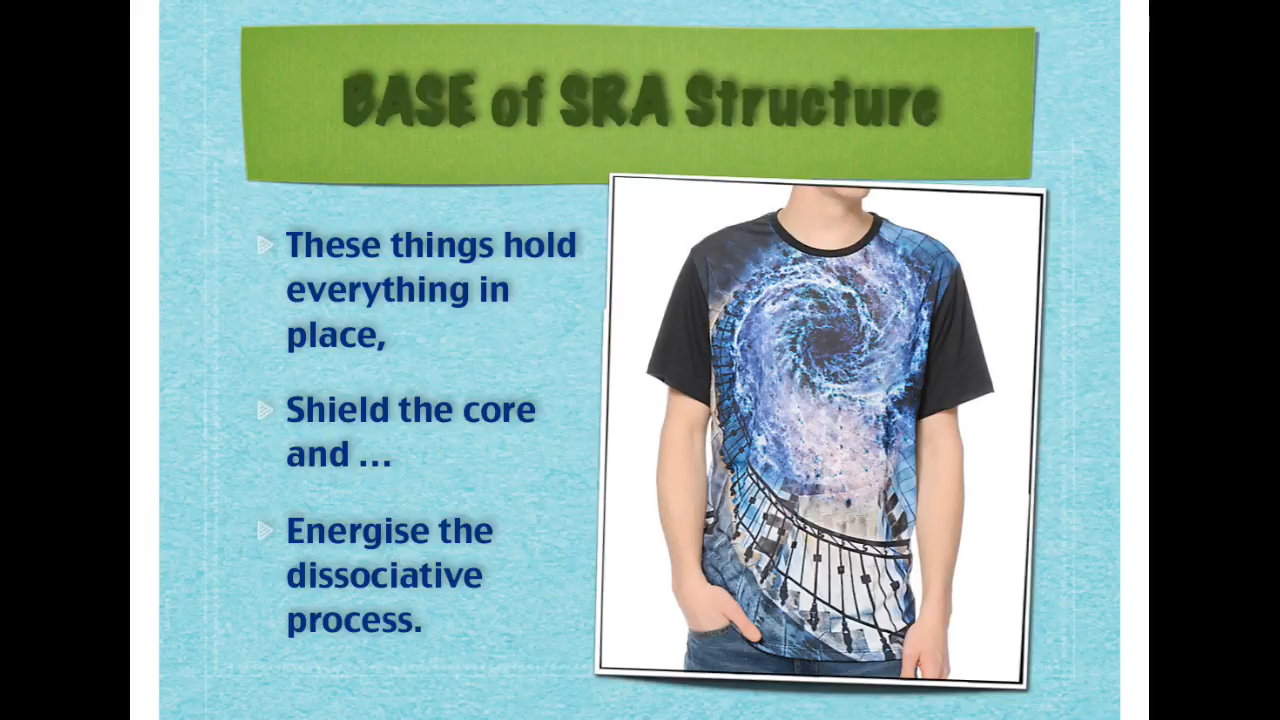 BASE of SRA Structure
These things hold
everything in
place,
Shield the core
and ...
Energise the
dissociative
process.